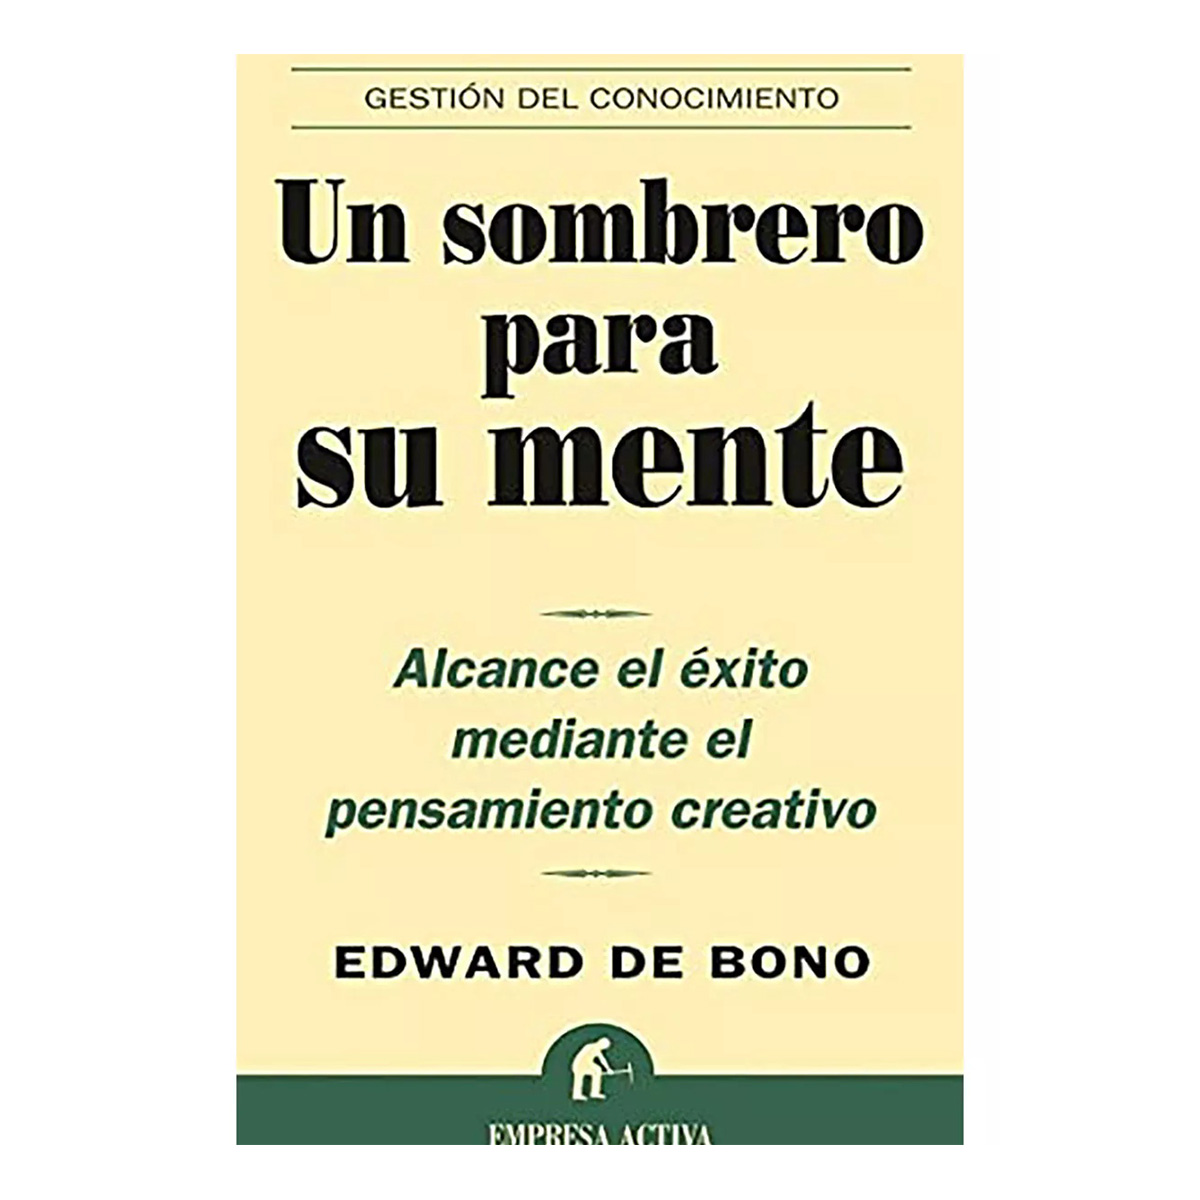 GESTIÓN DEL CONOCIMIENTO
Un sombrero
para
su mente
Alcance el éxito
mediante el
pensamiento creativo
EDWARD DE BONO
EMPRESA ACTIVA